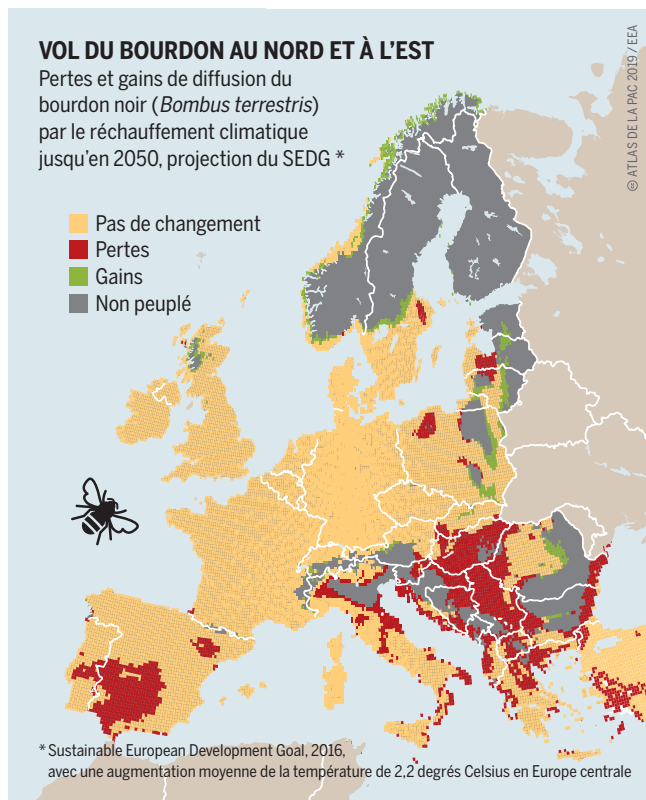 VOL DU BOURDON AU NORD ET À L'EST
Pertes et gains de diffusion du
bourdon noir (Bombus terrestris)
par le réchauffement climatique
jusqu'en 2050, projection du SEDG *
Pas de changement
Pertes
Gains
Non peuplé
* Sustainable European Development Goal, 2016,
avec une augmentation moyenne de la température de 2,2 degrés Celsius en Europe centrale
© ATLAS DE LA PAC 2019 / EEA